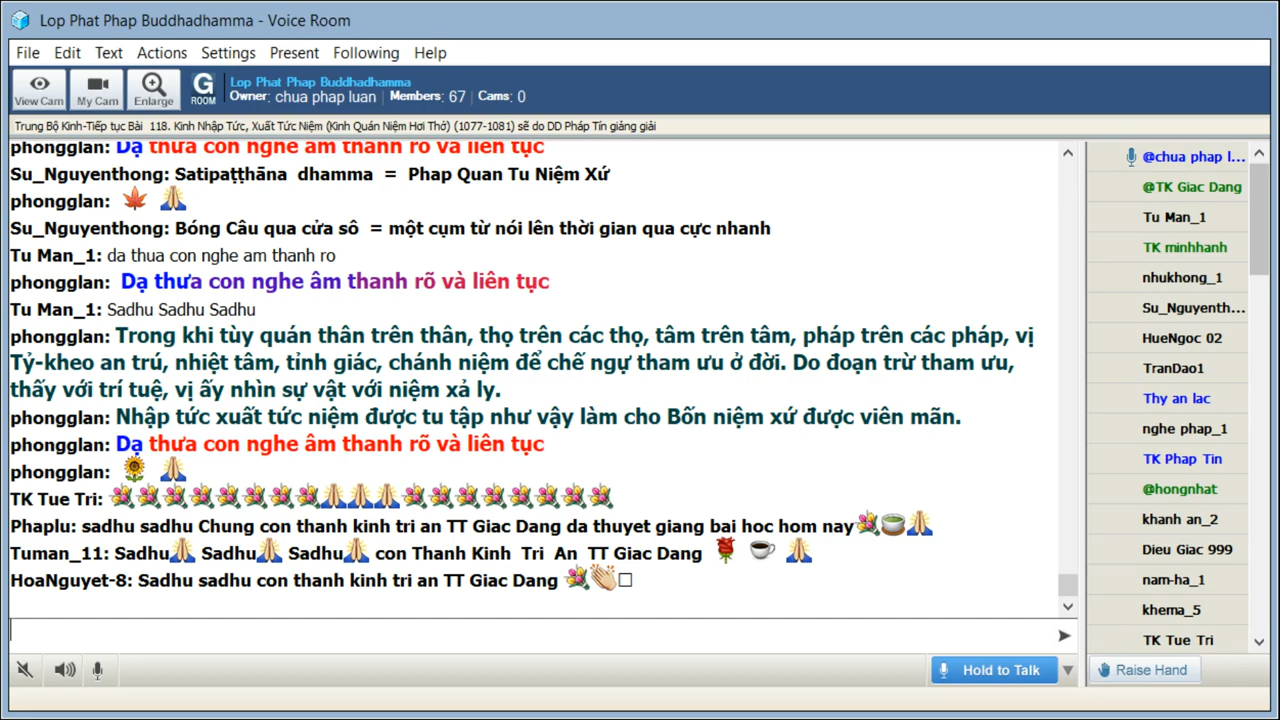 Lop Phat Phap Buddhadhamma - Voice Room
File Edit Text Actions Settings Present Following Help
View Cam
My Cam
Enlarge
G ROOM
Lop Phat Phap Buddhadhamma
Owner: chua phap luan Members: 67 Cams: 0
Trung Bộ Kinh-Tiếp tục Bài 118. Kinh Nhập Tức, Xuất Tức Niệm (Kinh Quán Niệm Hơi Thở) (1077-1081) sẽ do DD Pháp Tín giảng giải
phongglan: Dạ thưa con nghe âm thanh rõ và liên tục
Su_Nguyenthong: Satipaṭṭhāna dhamma = Phap Quan Tu Niệm Xứ
phongglan: 🍁 🙏
Su_Nguyenthong: Bóng Câu qua cửa sô = một cụm từ nói lên thời gian qua cực nhanh
Tu Man_1: da thua con nghe am thanh ro
phongglan: Dạ thưa con nghe âm thanh rõ và liên tục
Tu Man_1: Sadhu Sadhu Sadhu
phongglan: Trong khi tùy quán thân trên thân, thọ trên các thọ, tâm trên tâm, pháp trên các pháp, vị
Tỷ-kheo an trú, nhiệt tâm, tỉnh giác, chánh niệm để chế ngự tham ưu ở đời. Do đoạn trừ tham ưu,
thấy với trí tuệ, vị ấy nhìn sự vật với niệm xả ly.
phongglan: Nhập tức xuất tức niệm được tu tập như vậy làm cho Bốn niệm xứ được viên mãn.
phongglan: Dạ thưa con nghe âm thanh rõ và liên tục
phongglan: 🌻 🙏
TK Tue Tri: 💐💐💐💐💐💐💐💐🙏🙏🙏💐💐💐💐💐💐💐💐
Phaplu: sadhu sadhu Chung con thanh kinh tri an TT Giac Dang da thuyet giang bai hoc hom nay💐🍵🙏
Tuman_11: Sadhu🙏 Sadhu🙏 Sadhu🙏 con Thanh Kinh Tri An TT Giac Dang 🌹 ☕ 🙏
HoaNguyet-8: Sadhu sadhu con thanh kinh tri an TT Giac Dang 💐👏□
Hold to Talk
@chua phap l...
@TK Giac Dang
Tu Man_1
TK minhhanh
nhukhong_1
Su_Nguyenth...
HueNgoc 02
TranDao1
Thy an lac
nghe phap_1
TK Phap Tin
@hongnhat
khanh an_2
Dieu Giac 999
nam-ha_1
khema_5
TK Tue Tri
Raise Hand